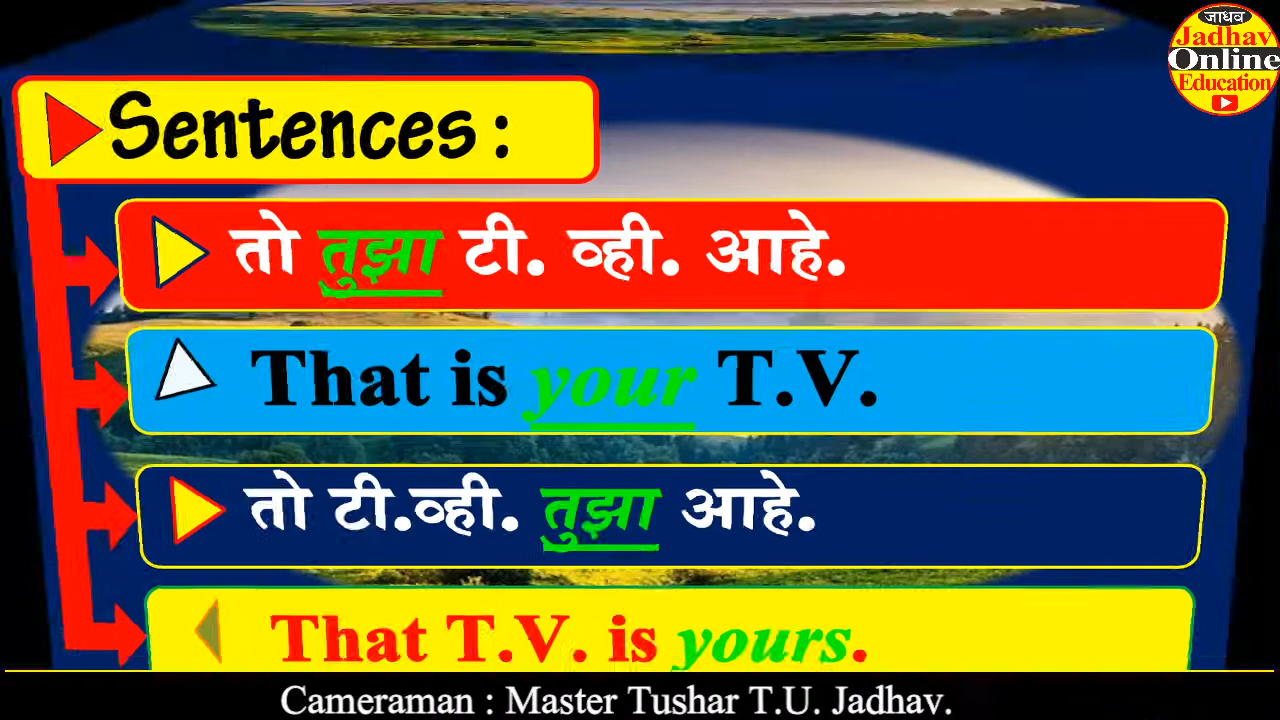 जाधव
Jadhav
Online
Education
Sentences :
तो तुझा टी. व्ही. आहे.
That is your T.V.
तो टी.व्ही. तुझा आहे.
That T.V. is yours.
Cameraman : Master Tushar T.U. Jadhav.